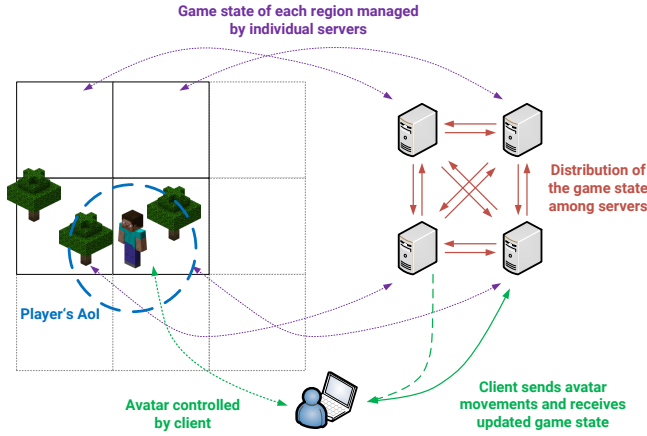 Game state of each region managed
by individual servers
Distribution of
the game state
among servers
Player's AoI
Avatar controlled
by client
Client sends avatar
movements and receives
updated game state